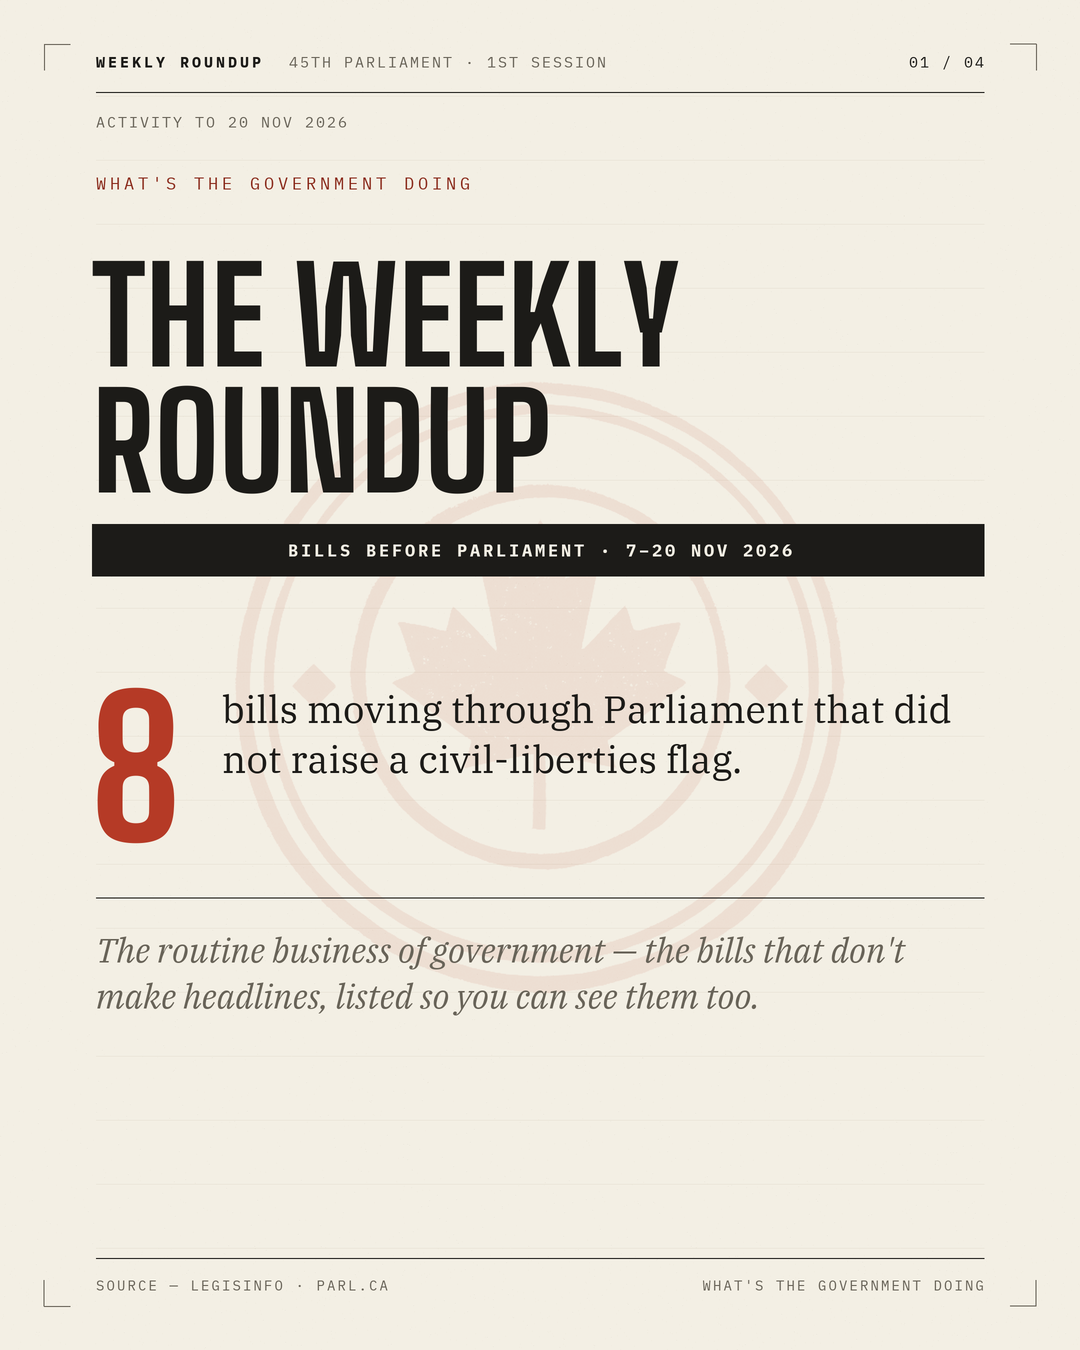 WEEKLY ROUNDUP 45TH PARLIAMENT · 1ST SESSION 01 / 04
ACTIVITY TO 20 NOV 2026
WHAT'S THE GOVERNMENT DOING
THE WEEKLY
ROUNDUP
BILLS BEFORE PARLIAMENT · 7–20 NOV 2026
8 bills moving through Parliament that did
not raise a civil-liberties flag.
The routine business of government — the bills that don't
make headlines, listed so you can see them too.
SOURCE — LEGISINFO · PARL.CA WHAT'S THE GOVERNMENT DOING